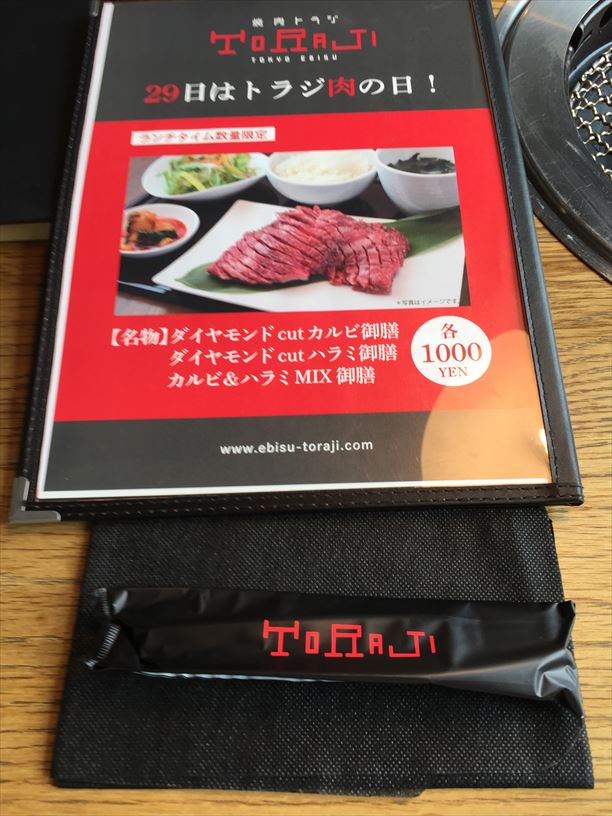 焼肉トラジ
TORAJI
TOKYO EBISU
29日はトラジ肉の日！
ランチタイム数量限定
＊写真はイメージです。
【名物】ダイヤモンドcutカルビ御膳
ダイヤモンドcutハラミ御膳
カルビ＆ハラミMIX御膳
各
1000
YEN
www.ebisu-toraji.com
TORAJI